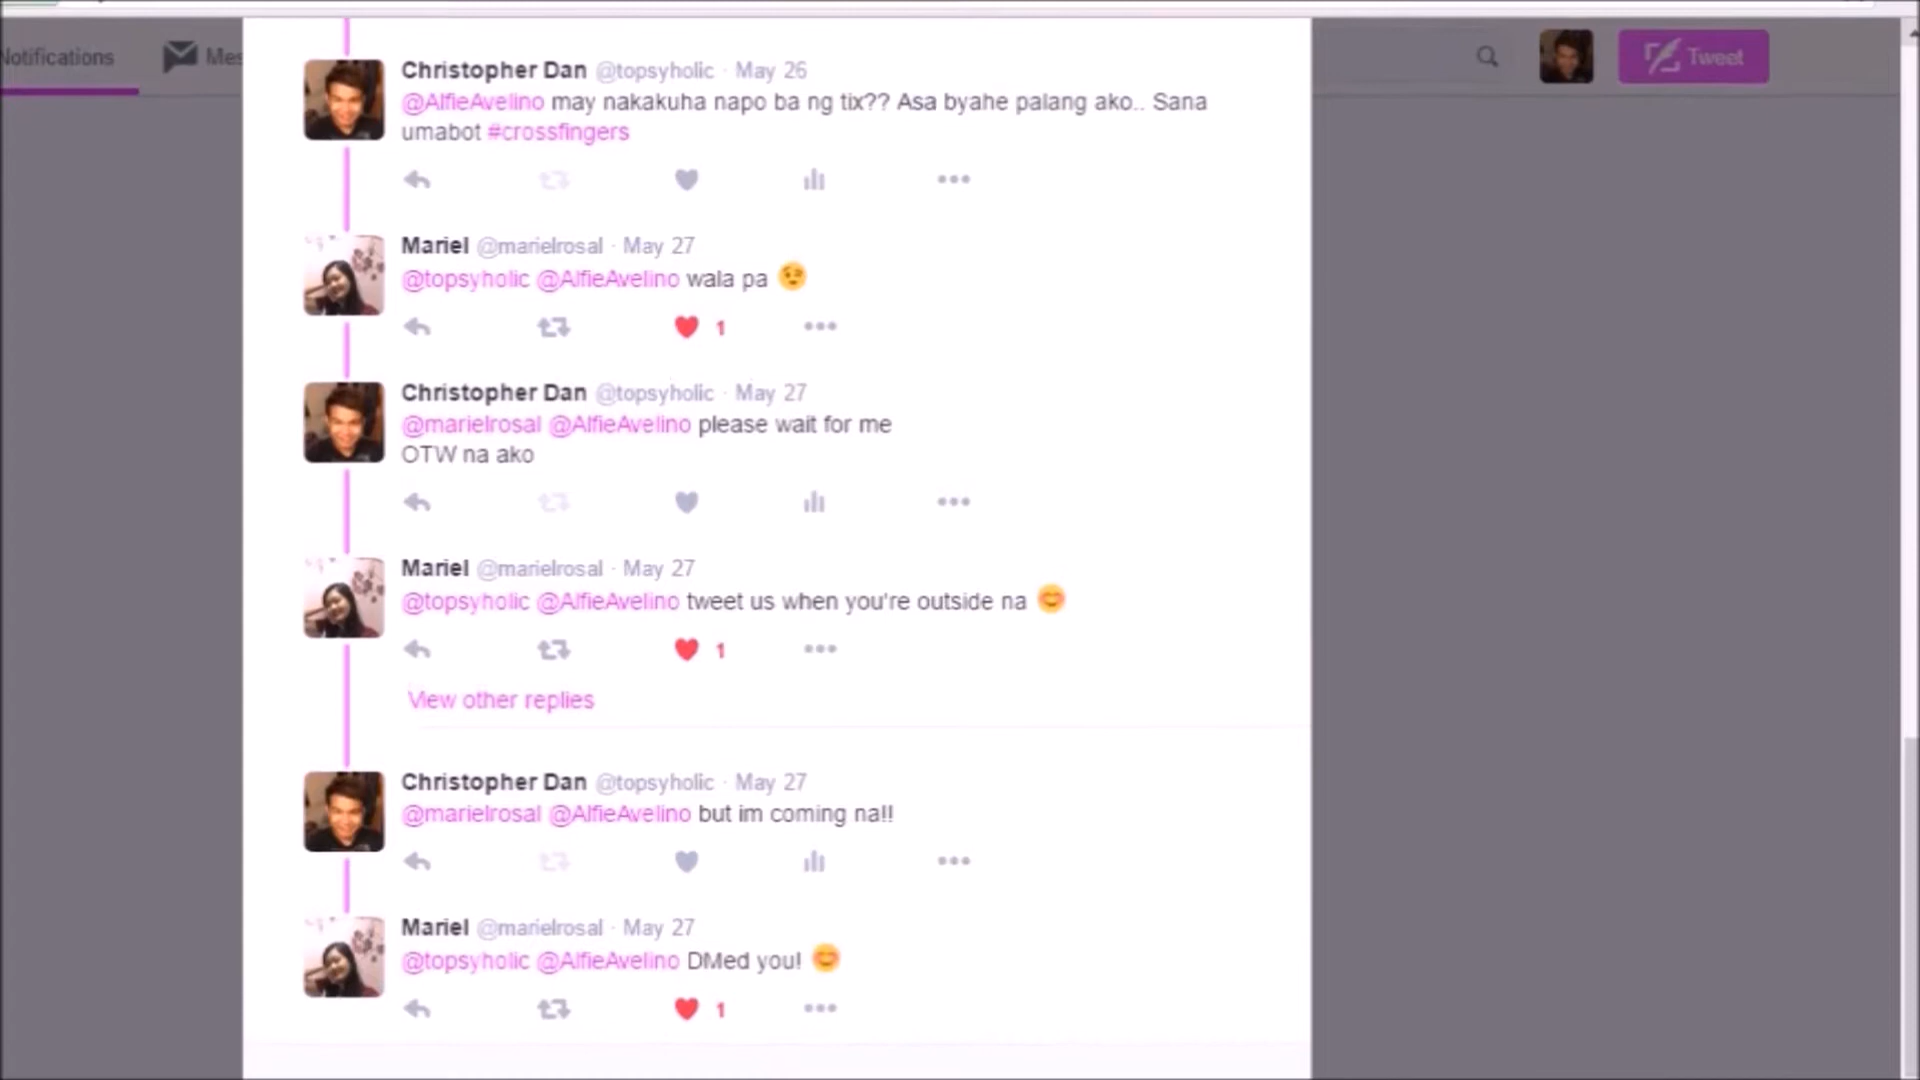 Notifications
Mes
Tweet
Christopher Dan @topsyholic · May 26
@AlfieAvelino may nakakuha napo ba ng tix?? Asa byahe palang ako.. Sana
umabot #crossfingers
Mariel @marielrosal · May 27
@topsyholic @AlfieAvelino wala pa 😉
1
Christopher Dan @topsyholic · May 27
@marielrosal @AlfieAvelino please wait for me
OTW na ako
Mariel @marielrosal · May 27
@topsyholic @AlfieAvelino tweet us when you're outside na 😊
1
View other replies
Christopher Dan @topsyholic · May 27
@marielrosal @AlfieAvelino but im coming na!!
Mariel @marielrosal · May 27
@topsyholic @AlfieAvelino DMed you! 😊
1